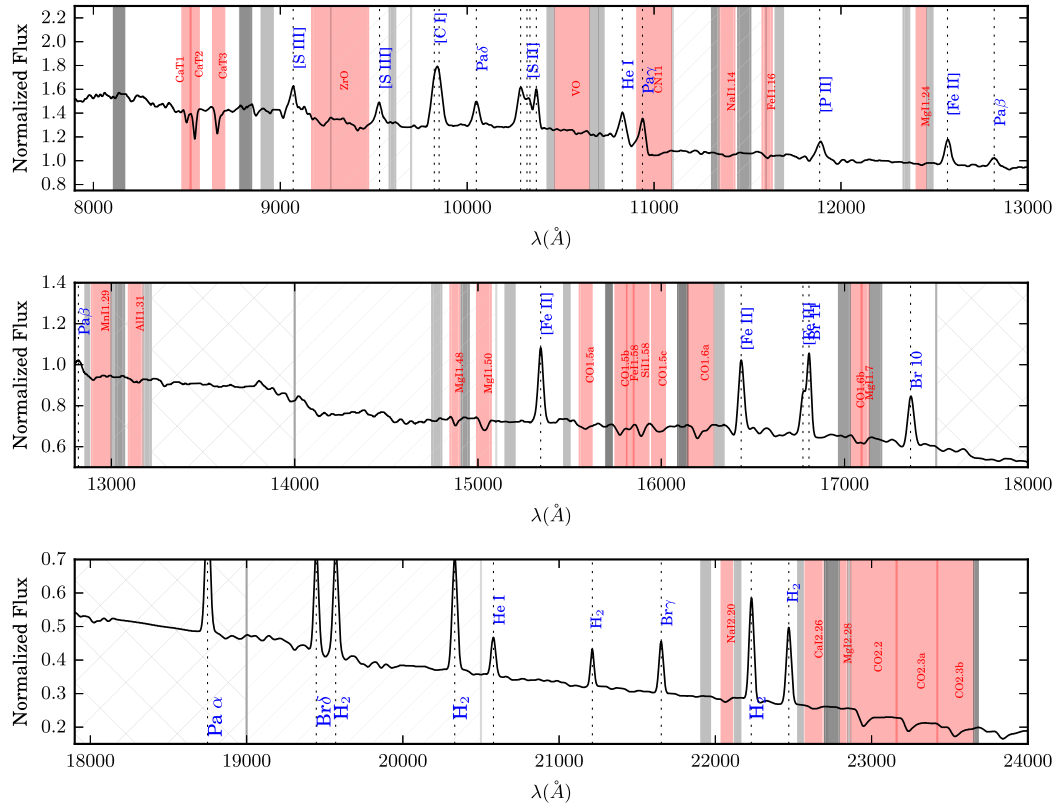 2.2
2.0
1.8
1.6
1.4
1.2
1.0
0.8
Normalized Flux
CaT1
CaT2
CaT3
[S III]
ZrO
[S III]
[C I]
Paδ
[S II]
VO
He I
Paγ
CN11
NaI1.14
FeI1.16
[P II]
MgI1.24
[Fe II]
Paβ
8000 9000 10000 11000 12000 13000
λ(Å)
1.4
1.2
1.0
0.8
0.6
Normalized Flux
Paβ
MnI1.29
AlI1.31
MgI1.48
MgI1.50
[Fe II]
CO1.5a
CO1.5b
FeI1.58
SiI1.58
CO1.5c
CO1.6a
[Fe II]
[Fe II]
Br 11
CO1.6b
MgI1.7
Br 10
13000 14000 15000 16000 17000 18000
λ(Å)
0.7
0.6
0.5
0.4
0.3
0.2
Normalized Flux
Pa α
Brδ
H2
H2
He I
H2
Brγ
NaI2.20
H2
H2
CaI2.26
MgI2.28
CO2.2
CO2.3a
CO2.3b
18000 19000 20000 21000 22000 23000 24000
λ(Å)